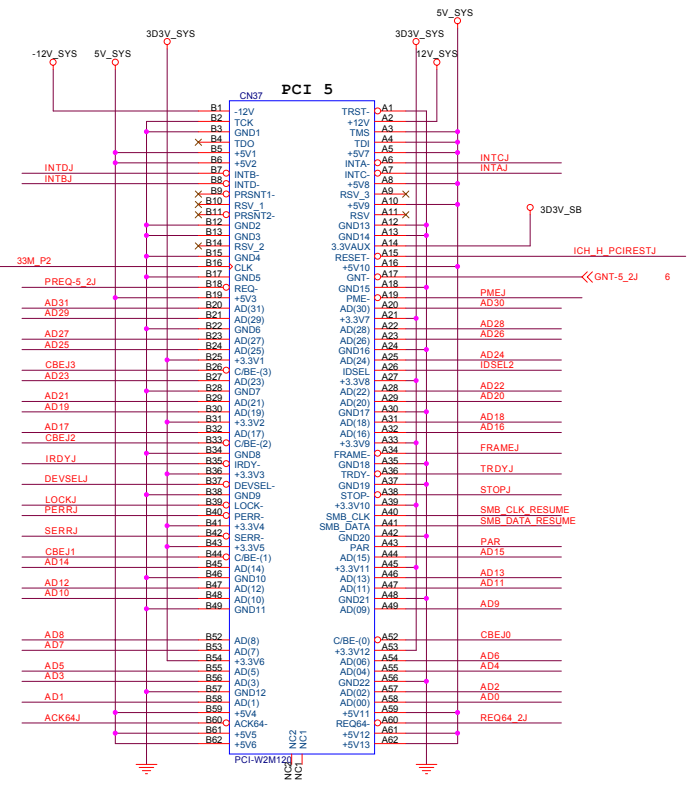 5V_SYS
3D3V_SYS 3D3V_SYS
-12V_SYS 5V_SYS 12V_SYS
PCI 5
CN37
B1 -12V TRST- A1
B2 TCK +12V A2
B3 GND1 TMS A3
B4 TDO TDI A4
B5 +5V1 +5V7 A5
B6 +5V2 INTA- A6 INTCJ
INTDJ B7 INTB- INTC- A7 INTAJ
INTBJ B8 INTD- +5V8 A8
B9 PRSNT1- RSV_3 A9
B10 RSV_1 +5V9 A10
B11 PRSNT2- RSV A11
3D3V_SB
B12 GND2 GND13 A12
B13 GND3 GND14 A13
B14 RSV_2 3.3VAUX A14
B15 GND4 RESET- A15 ICH_H_PCIRESTJ
33M_P2 B16 CLK +5V10 A16
B17 GND5 GNT- A17 GNT-5_2J 6
PREQ-5_2J B18 REQ- GND15 A18
B19 +5V3 PME- A19 PMEJ
AD31 B20 AD(31) AD(30) A20 AD30
AD29 B21 AD(29) +3.3V7 A21
B22 GND6 AD(28) A22 AD28
AD27 B23 AD(27) AD(26) A23 AD26
AD25 B24 AD(25) GND16 A24
B25 +3.3V1 AD(24) A25 AD24
CBEJ3 B26 C/BE-(3) IDSEL A26 IDSEL2
AD23 B27 AD(23) +3.3V8 A27
B28 GND7 AD(22) A28 AD22
AD21 B29 AD(21) AD(20) A29 AD20
AD19 B30 AD(19) GND17 A30
B31 +3.3V2 AD(18) A31 AD18
AD17 B32 AD(17) AD(16) A32 AD16
CBEJ2 B33 C/BE-(2) +3.3V9 A33
B34 GND8 FRAME- A34 FRAMEJ
IRDYJ B35 IRDY- GND18 A35
B36 +3.3V3 TRDY- A36 TRDYJ
DEVSELJ B37 DEVSEL- GND19 A37
B38 GND9 STOP- A38 STOPJ
LOCKJ B39 LOCK- +3.3V10 A39
PERRJ B40 PERR- SMB_CLK A40 SMB_CLK_RESUME
B41 +3.3V4 SMB_DATA A41 SMB_DATA_RESUME
SERRJ B42 SERR- GND20 A42
B43 +3.3V5 PAR A43 PAR
CBEJ1 B44 C/BE-(1) AD(15) A44 AD15
AD14 B45 AD(14) +3.3V11 A45
B46 GND10 AD(13) A46 AD13
AD12 B47 AD(12) AD(11) A47 AD11
AD10 B48 AD(10) GND21 A48
B49 GND11 AD(09) A49 AD9
AD8 B52 AD(8) C/BE-(0) A52 CBEJ0
AD7 B53 AD(7) +3.3V12 A53
B54 +3.3V6 AD(06) A54 AD6
AD5 B55 AD(5) AD(04) A55 AD4
AD3 B56 AD(3) GND22 A56
B57 GND12 AD(02) A57 AD2
AD1 B58 AD(1) AD(00) A58 AD0
B59 +5V4 +5V11 A59
ACK64J B60 ACK64- REQ64- A60 REQ64_2J
B61 +5V5 +5V12 A61
B62 +5V6 +5V13 A62
NC2 NC1
PCI-W2M120
NC2 NC1